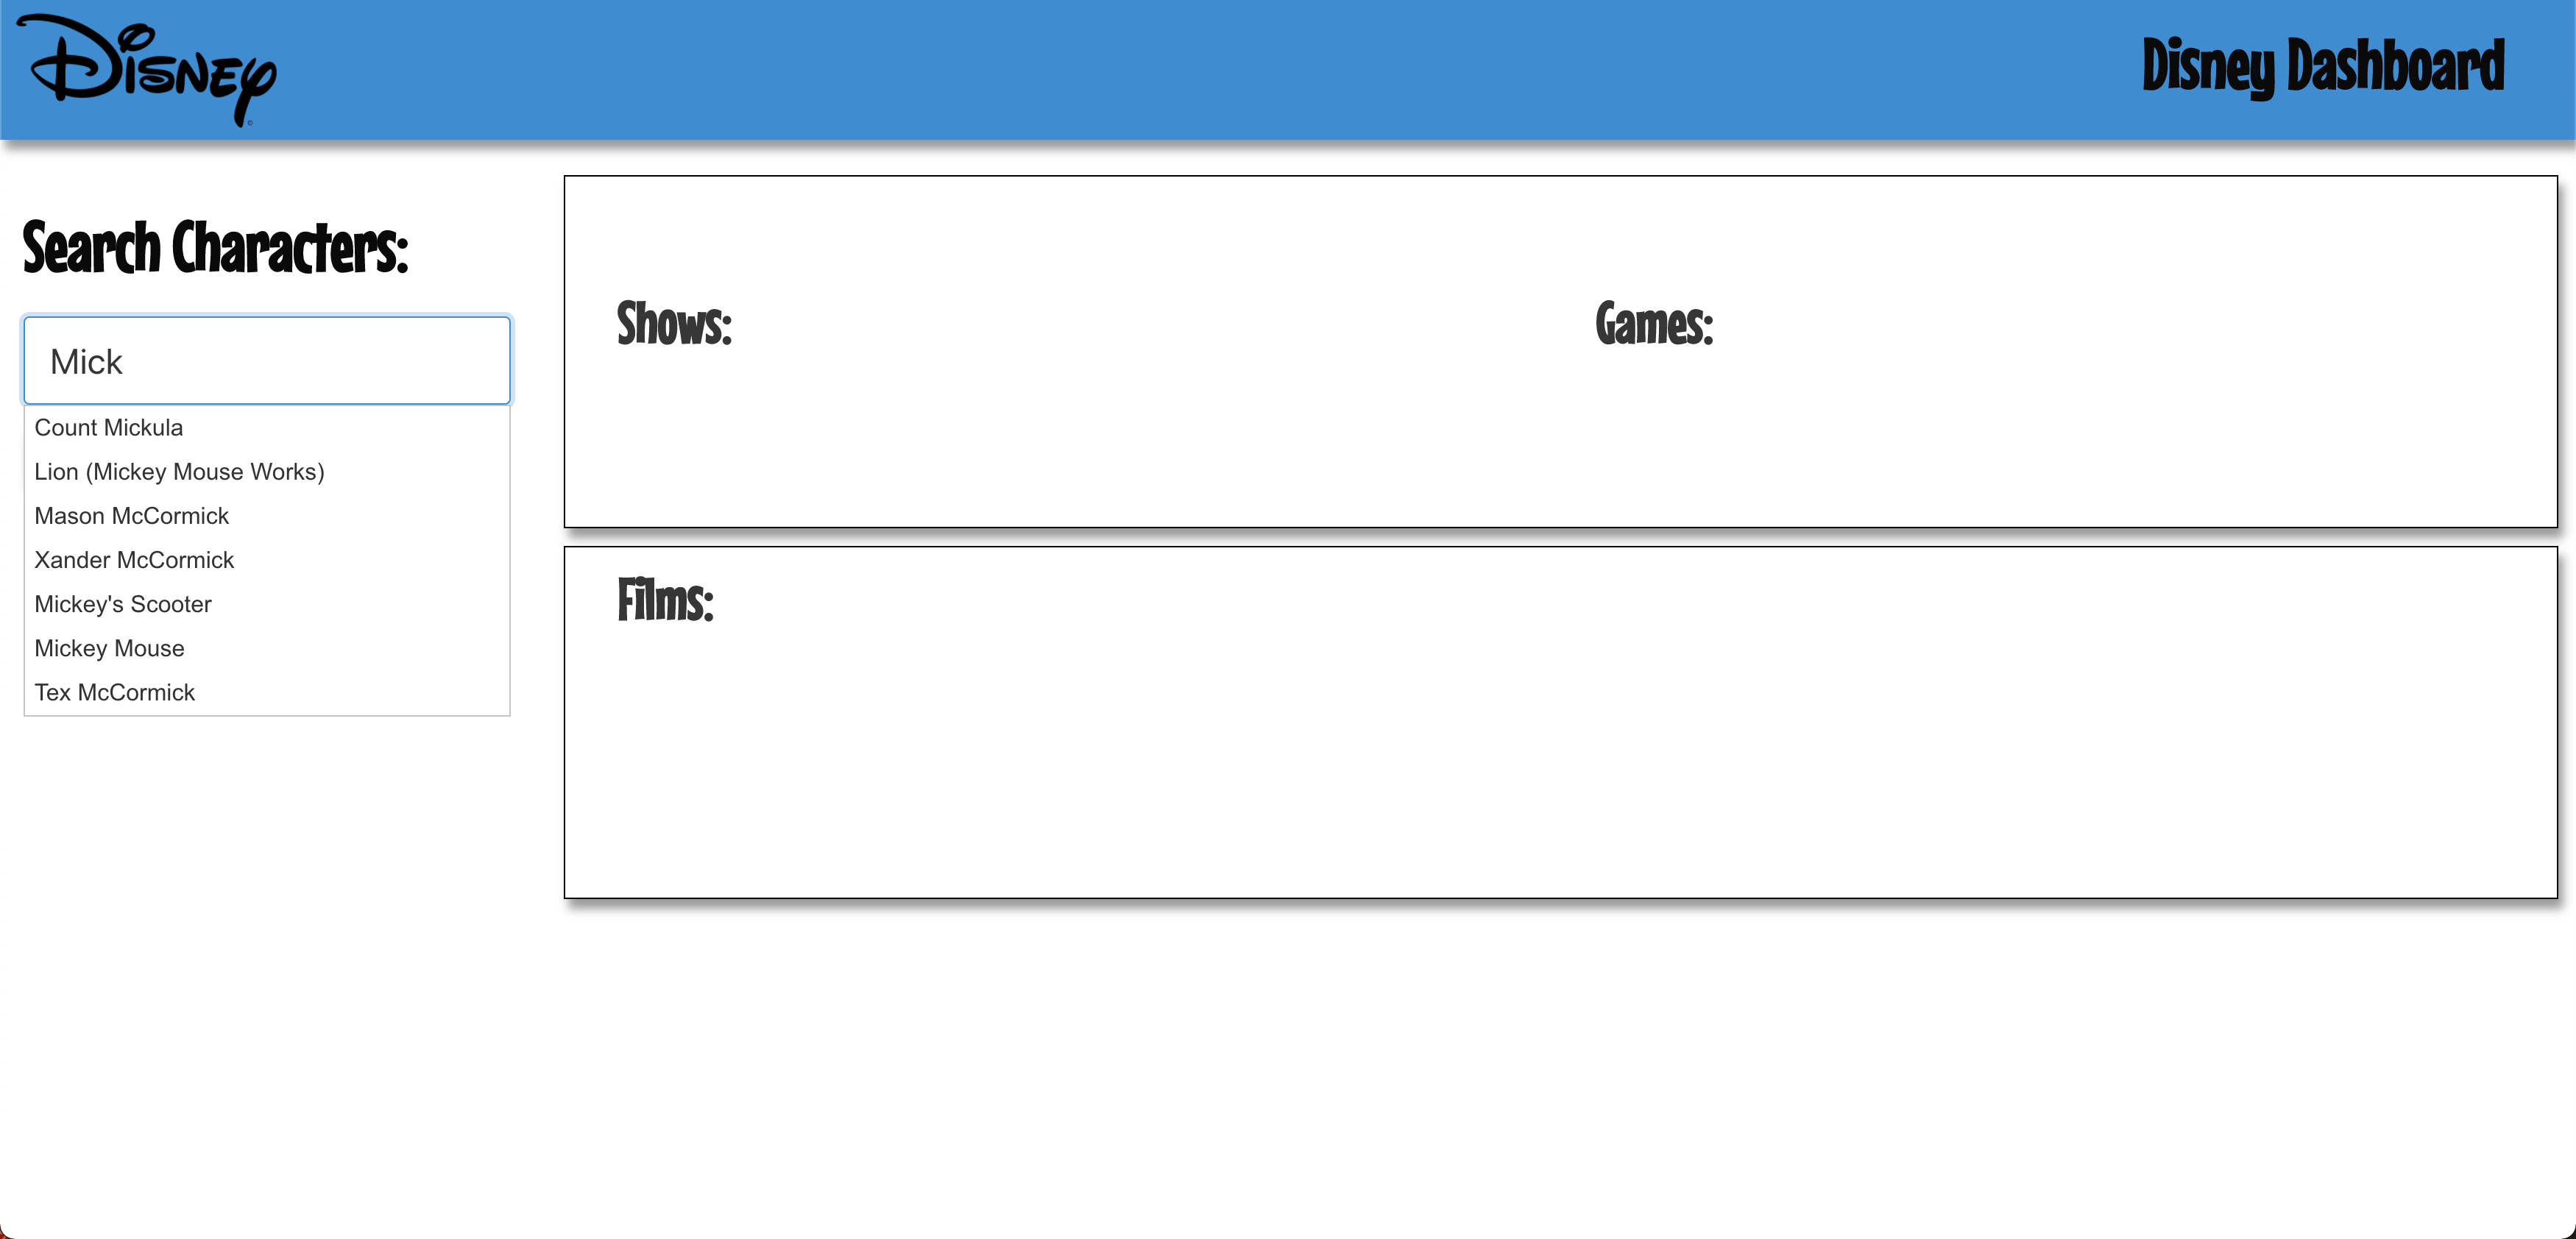 Disney
Disney Dashboard
Search Characters:
Mick
Count Mickula
Lion (Mickey Mouse Works)
Mason McCormick
Xander McCormick
Mickey's Scooter
Mickey Mouse
Tex McCormick
Shows:
Games:
Films: